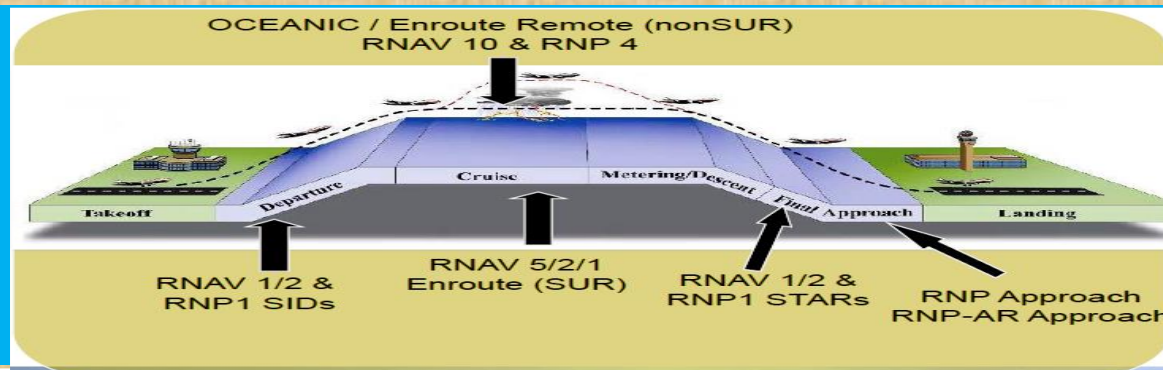 OCEANIC / Enroute Remote (nonSUR)
RNAV 10 & RNP 4
Takeoff
Departure
Cruise
Metering/Descent
Final Approach
Landing
RNAV 1/2 &
RNP1 SIDs
RNAV 5/2/1
Enroute (SUR)
RNAV 1/2 &
RNP1 STARs
RNP Approach
RNP-AR Approach